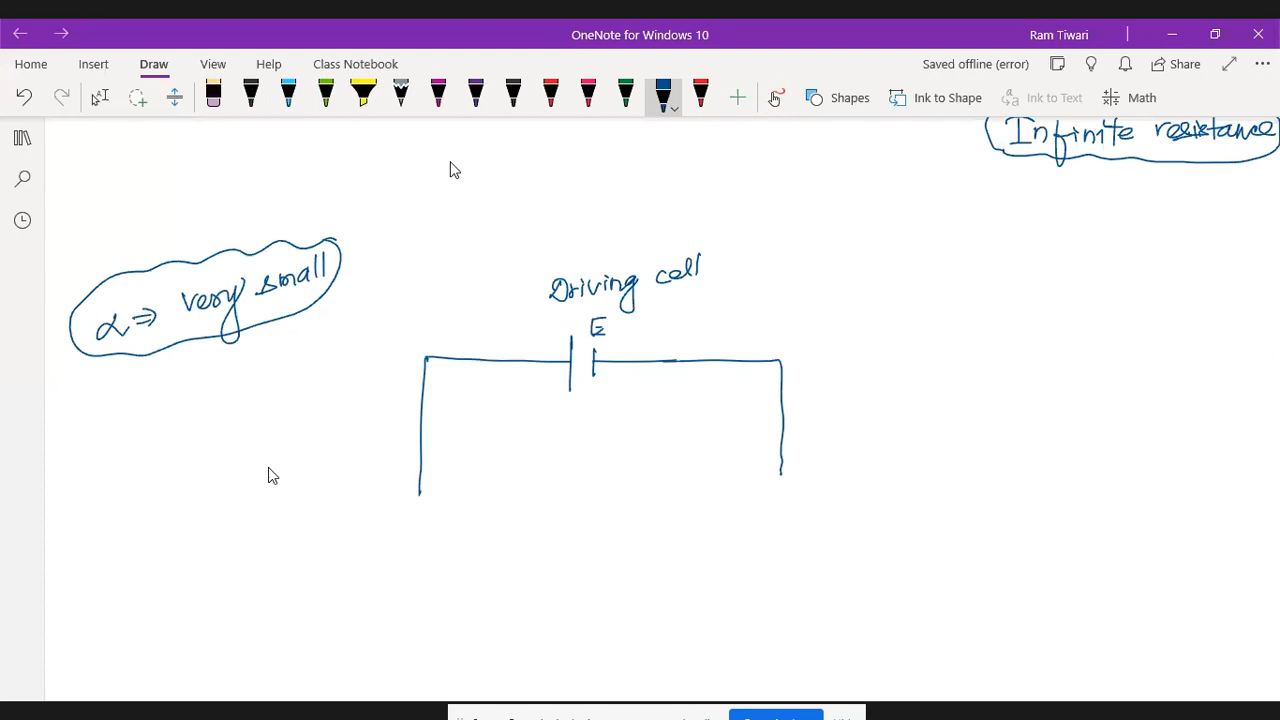 OneNote for Windows 10
Ram Tiwari
Home Insert Draw View Help Class Notebook
Saved offline (error) Share
Shapes Ink to Shape Ink to Text Math
Infinite resistance
α ⇒ very small
Driving cell
E